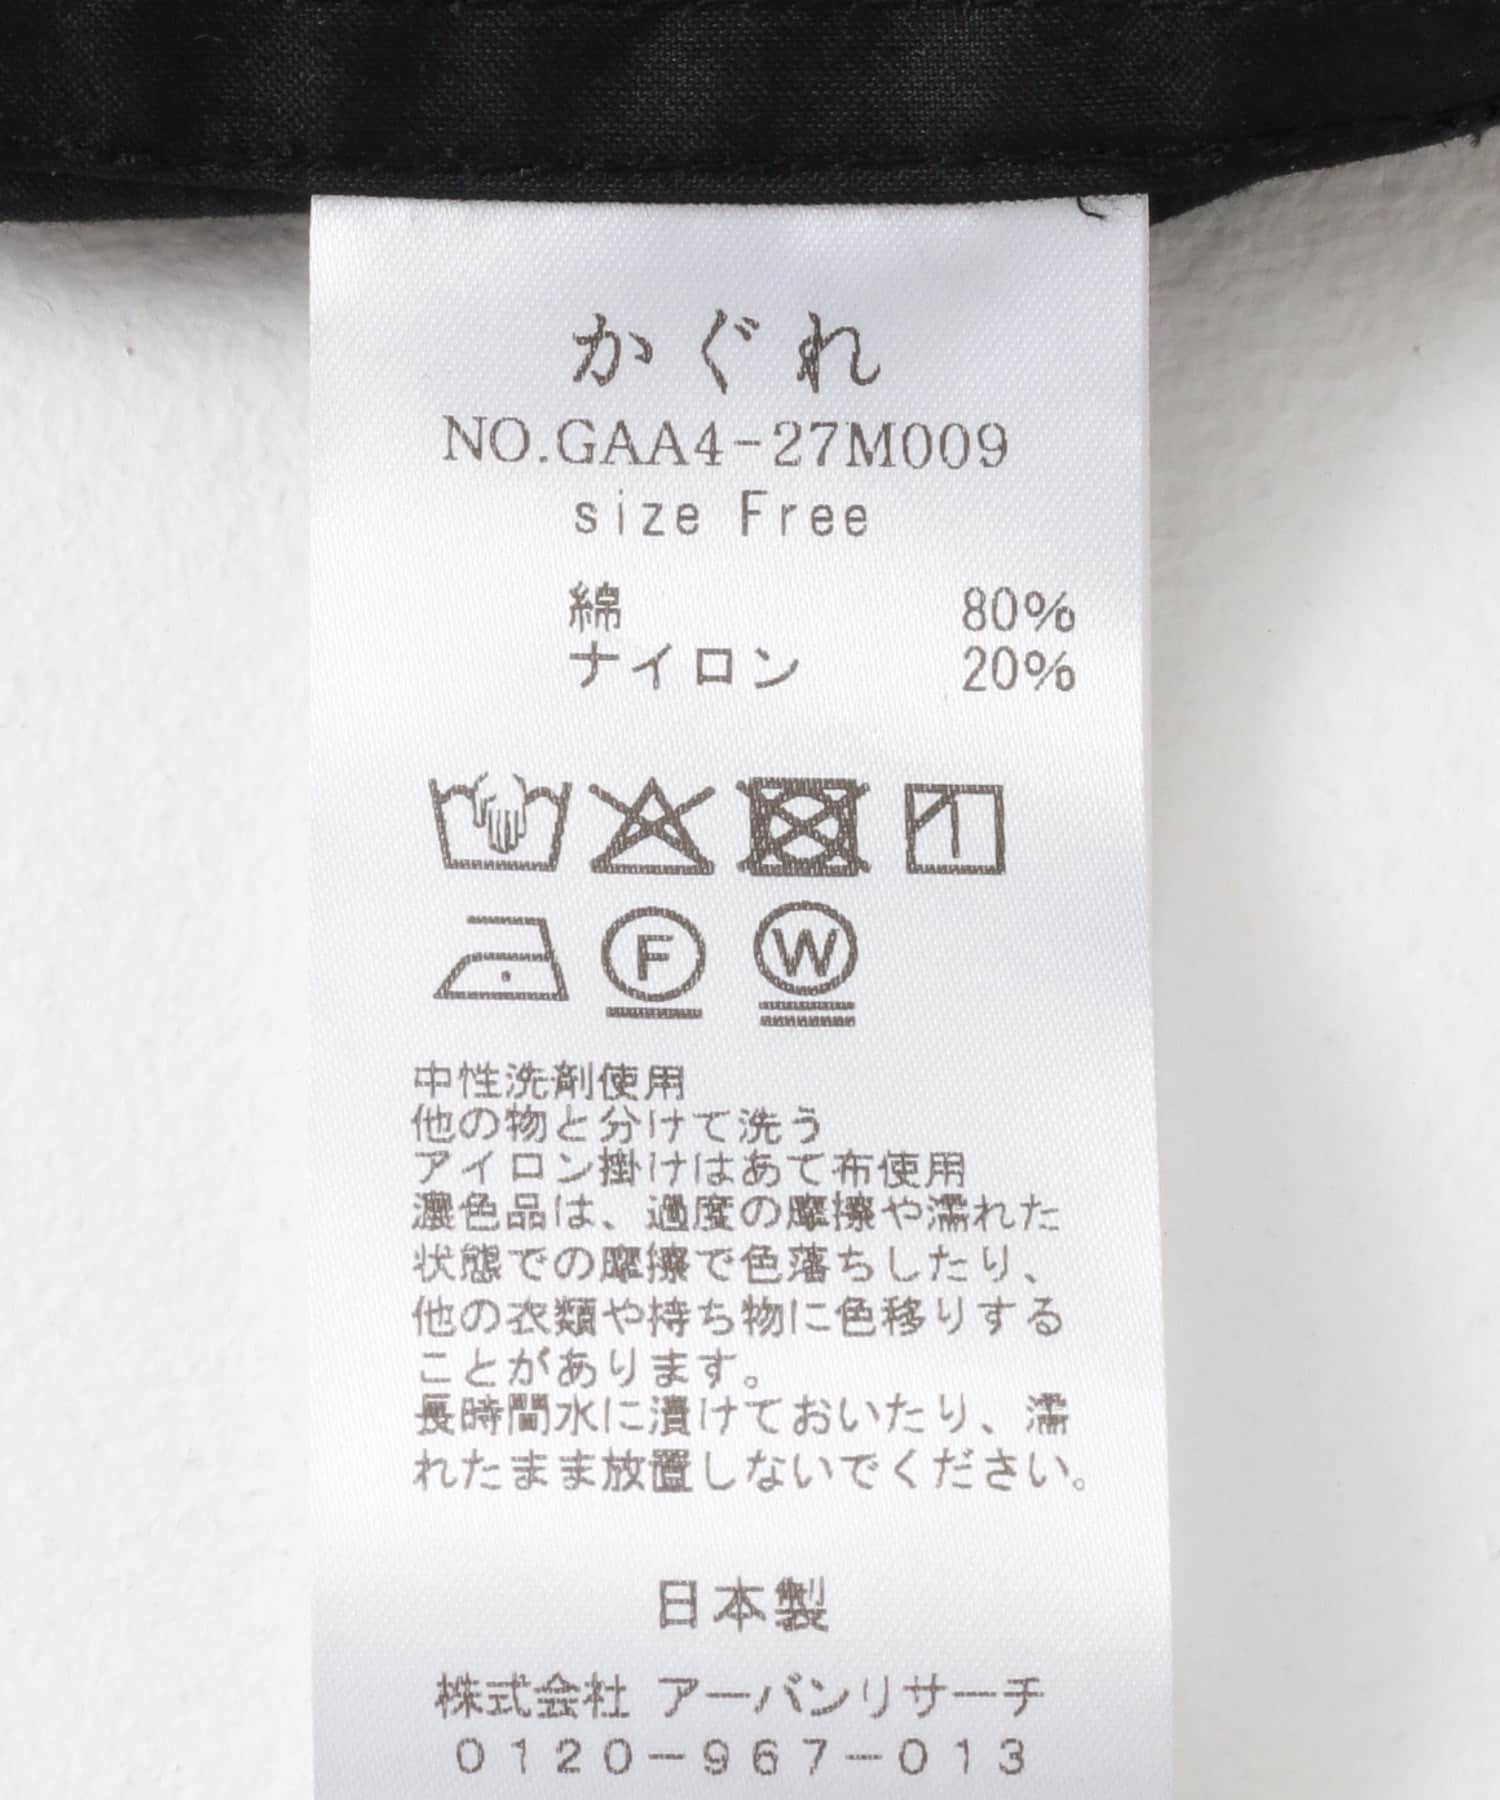 かぐれ
NO.GAA4-27M009
size Free
綿 80%
ナイロン 20%
F W
中性洗剤使用
他の物と分けて洗う
アイロン掛けはあて布使用
濃色品は、過度の摩擦や濡れた
状態での摩擦で色落ちしたり、
他の衣類や持ち物に色移りする
ことがあります。
長時間水に漬けておいたり、濡
れたまま放置しないでください。
日本製
株式会社 アーバンリサーチ
0120-967-013